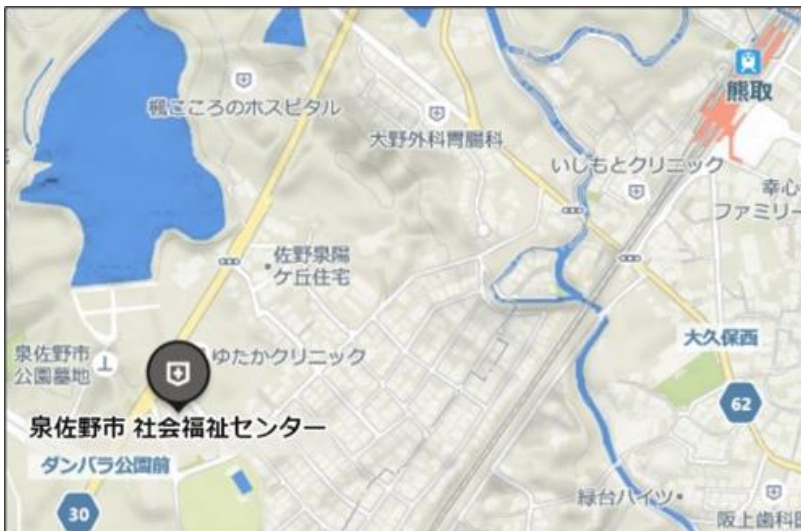 楓こころのホスピタル
大野外科胃腸科
熊取
いしもとクリニック
幸心
ファミリー
佐野泉陽
ケ丘住宅
泉佐野市
公園墓地
ゆたかクリニック
大久保西
62
泉佐野市 社会福祉センター
ダンバラ公園前
30
緑台ハイツ
阪上歯科医